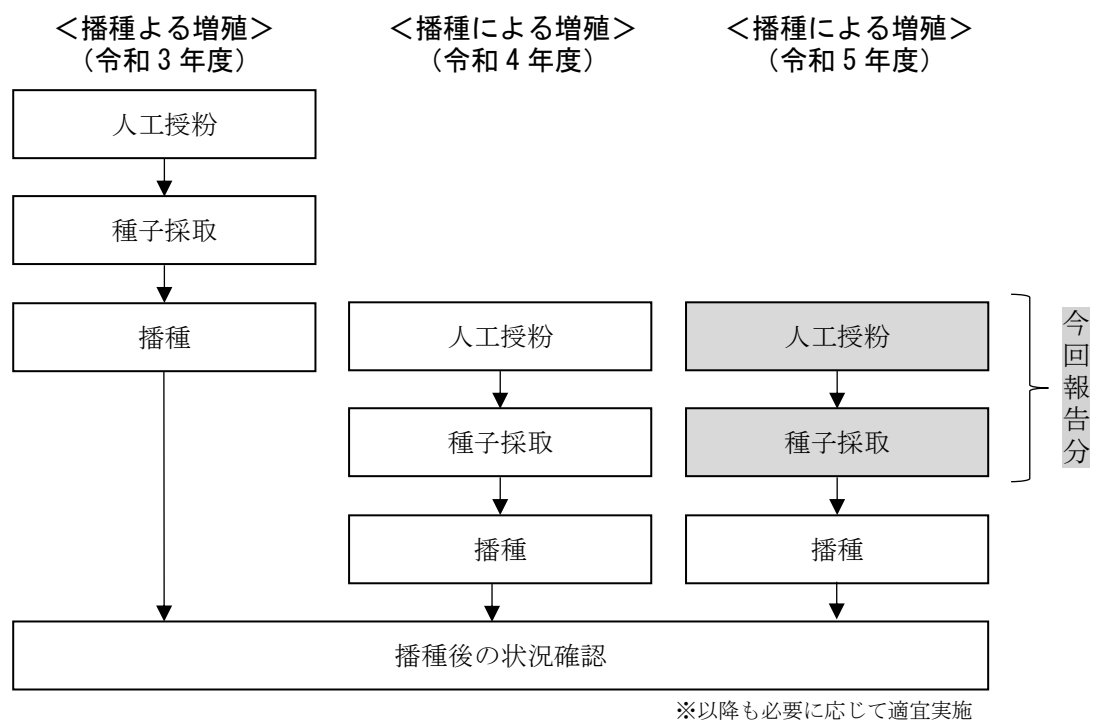 ＜播種よる増殖＞
（令和３年度）
人工授粉
種子採取
播種
＜播種による増殖＞
（令和４年度）
人工授粉
種子採取
播種
＜播種による増殖＞
（令和５年度）
人工授粉
種子採取
播種
今回報告分
播種後の状況確認
※以降も必要に応じて適宜実施